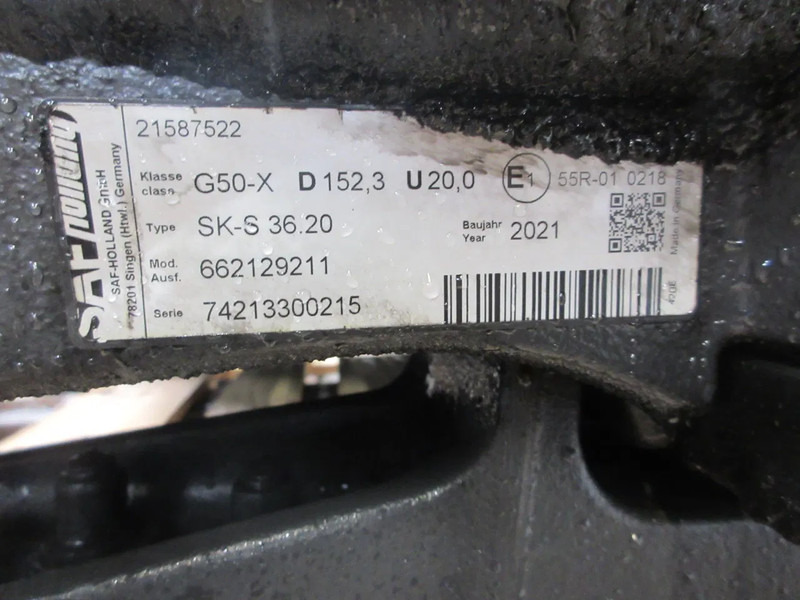 SAF HOLLAND
SAF-HOLLAND GmbH
78201 Singen (Htwl.) Germany
21587522
Klasse class G50-X D 152,3 U 20,0 E1 55R-01 0218
Type SK-S 36.20 Baujahr Year 2021
Mod. Ausf. 662129211
Serie 74213300215
Made in Germany